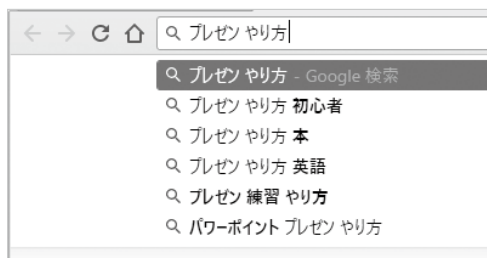 プレゼン やり方
プレゼン やり方 - Google 検索
プレゼン やり方 初心者
プレゼン やり方 本
プレゼン やり方 英語
プレゼン 練習 やり方
パワーポイント プレゼン やり方